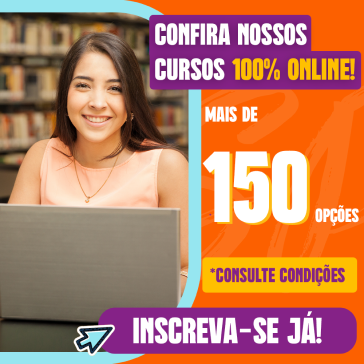 CONFIRA NOSSOS
CURSOS 100% ONLINE!
MAIS DE
150 OPÇÕES
*CONSULTE CONDIÇÕES
INSCREVA-SE JÁ!